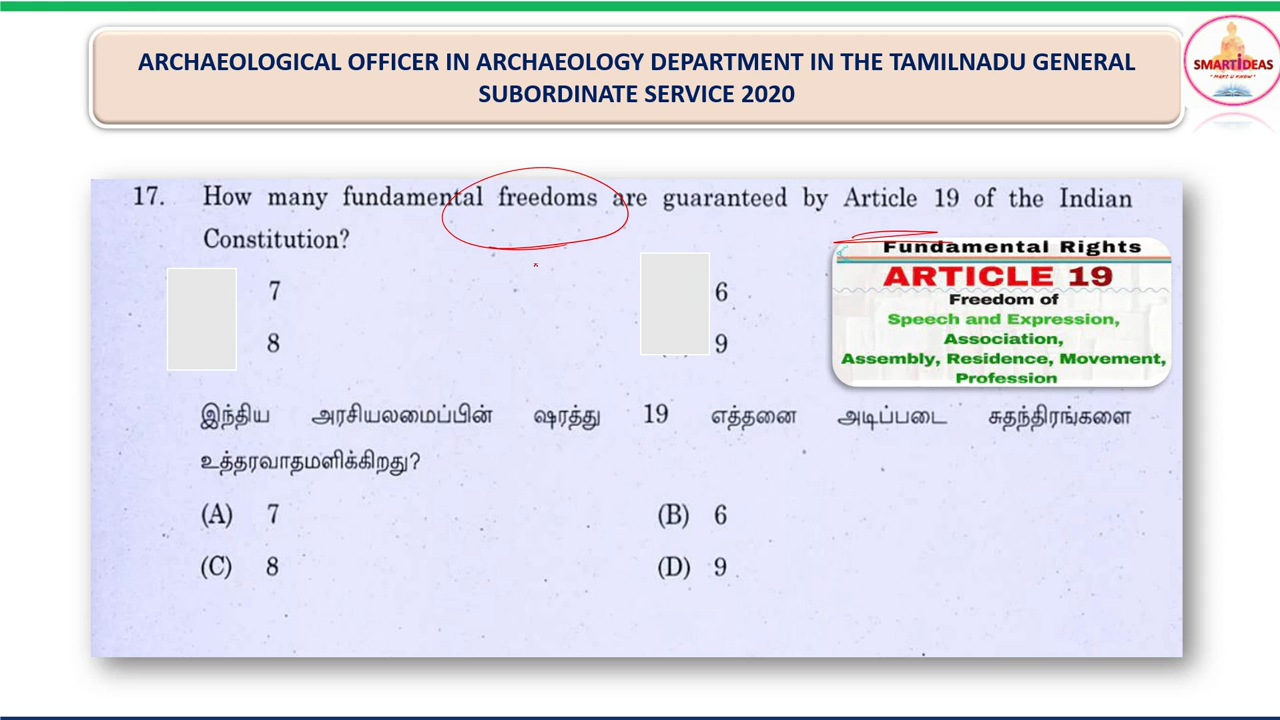 ARCHAEOLOGICAL OFFICER IN ARCHAEOLOGY DEPARTMENT IN THE TAMILNADU GENERAL
SUBORDINATE SERVICE 2020
SMARTiDEAS
17. How many fundamental freedoms are guaranteed by Article 19 of the Indian
Constitution?
7 6
8 9
Fundamental Rights
ARTICLE 19
Freedom of
Speech and Expression,
Association,
Assembly, Residence, Movement,
Profession
இந்திய அரசியலமைப்பின் ஷரத்து 19 எத்தனை அடிப்படை சுதந்திரங்களை
உத்தரவாதமளிக்கிறது?
(A) 7 (B) 6
(C) 8 (D) 9